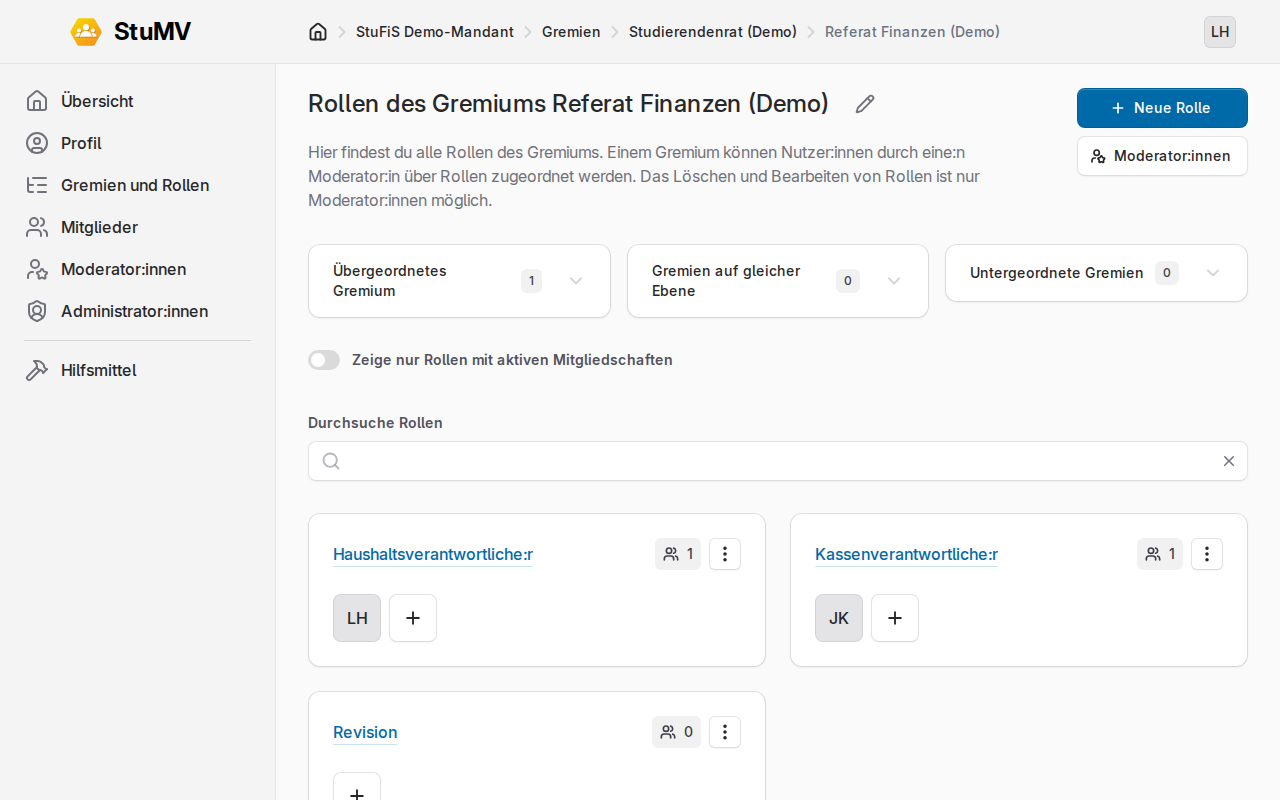 StuMV
StuFiS Demo-Mandant
Gremien
Studierendenrat (Demo)
Referat Finanzen (Demo)
LH
Übersicht
Profil
Gremien und Rollen
Mitglieder
Moderator:innen
Administrator:innen
Hilfsmittel
Rollen des Gremiums Referat Finanzen (Demo)
Neue Rolle
Moderator:innen
Hier findest du alle Rollen des Gremiums. Einem Gremium können Nutzer:innen durch eine:n
Moderator:in über Rollen zugeordnet werden. Das Löschen und Bearbeiten von Rollen ist nur
Moderator:innen möglich.
Übergeordnetes
Gremium
1
Gremien auf gleicher
Ebene
0
Untergeordnete Gremien
0
Zeige nur Rollen mit aktiven Mitgliedschaften
Durchsuche Rollen
Haushaltsverantwortliche:r
1
LH
Kassenverantwortliche:r
1
JK
Revision
0